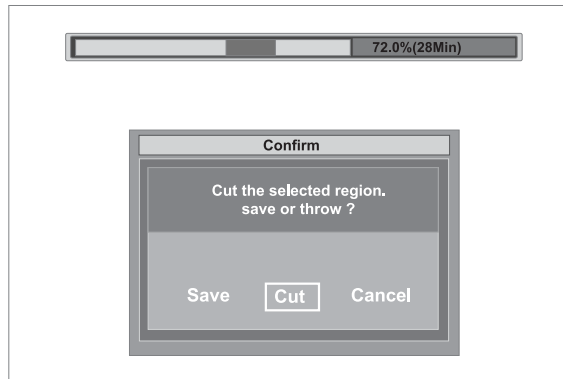 72.0%(28Min)
Confirm
Cut the selected region.
save or throw ?
Save Cut Cancel